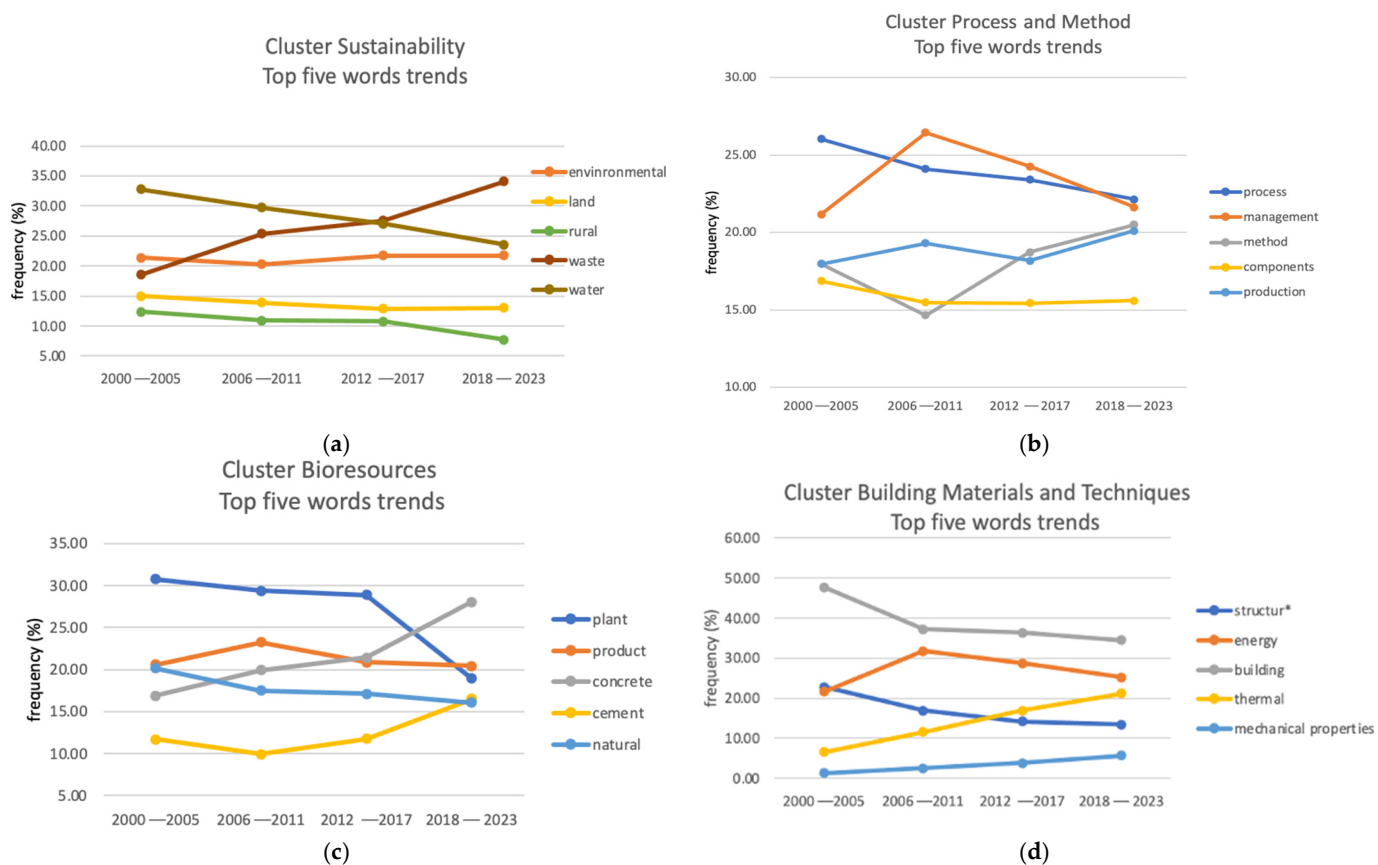 Cluster Sustainability
Top five words trends
frequency (%)
40.00
35.00
30.00
25.00
20.00
15.00
10.00
5.00
2000 —2005
2006 —2011
2012 —2017
2018 — 2023
envinronmental
land
rural
waste
water
(a)
Cluster Process and Method
Top five words trends
frequency (%)
30.00
25.00
20.00
15.00
10.00
2000 —2005
2006 —2011
2012 —2017
2018 — 2023
process
management
method
components
production
(b)
Cluster Bioresources
Top five words trends
frequency (%)
35.00
30.00
25.00
20.00
15.00
10.00
5.00
2000 —2005
2006 —2011
2012 —2017
2018 — 2023
plant
product
concrete
cement
natural
(c)
Cluster Building Materials and Techniques
Top five words trends
frequency (%)
60.00
50.00
40.00
30.00
20.00
10.00
0.00
2000 —2005
2006 —2011
2012 —2017
2018 — 2023
structur*
energy
building
thermal
mechanical properties
(d)